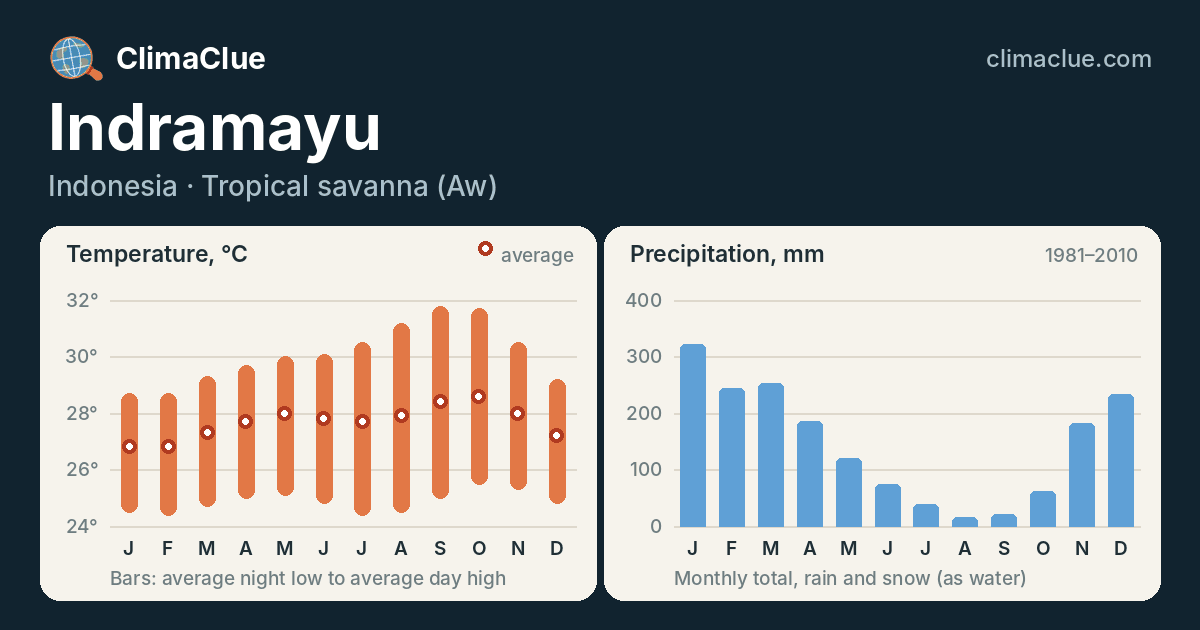 ClimaClue
climaclue.com
Indramayu
Indonesia · Tropical savanna (Aw)
Temperature, °C
average
32°
30°
28°
26°
24°
J F M A M J J A S O N D
Bars: average night low to average day high
Precipitation, mm
1981–2010
400
300
200
100
0
J F M A M J J A S O N D
Monthly total, rain and snow (as water)